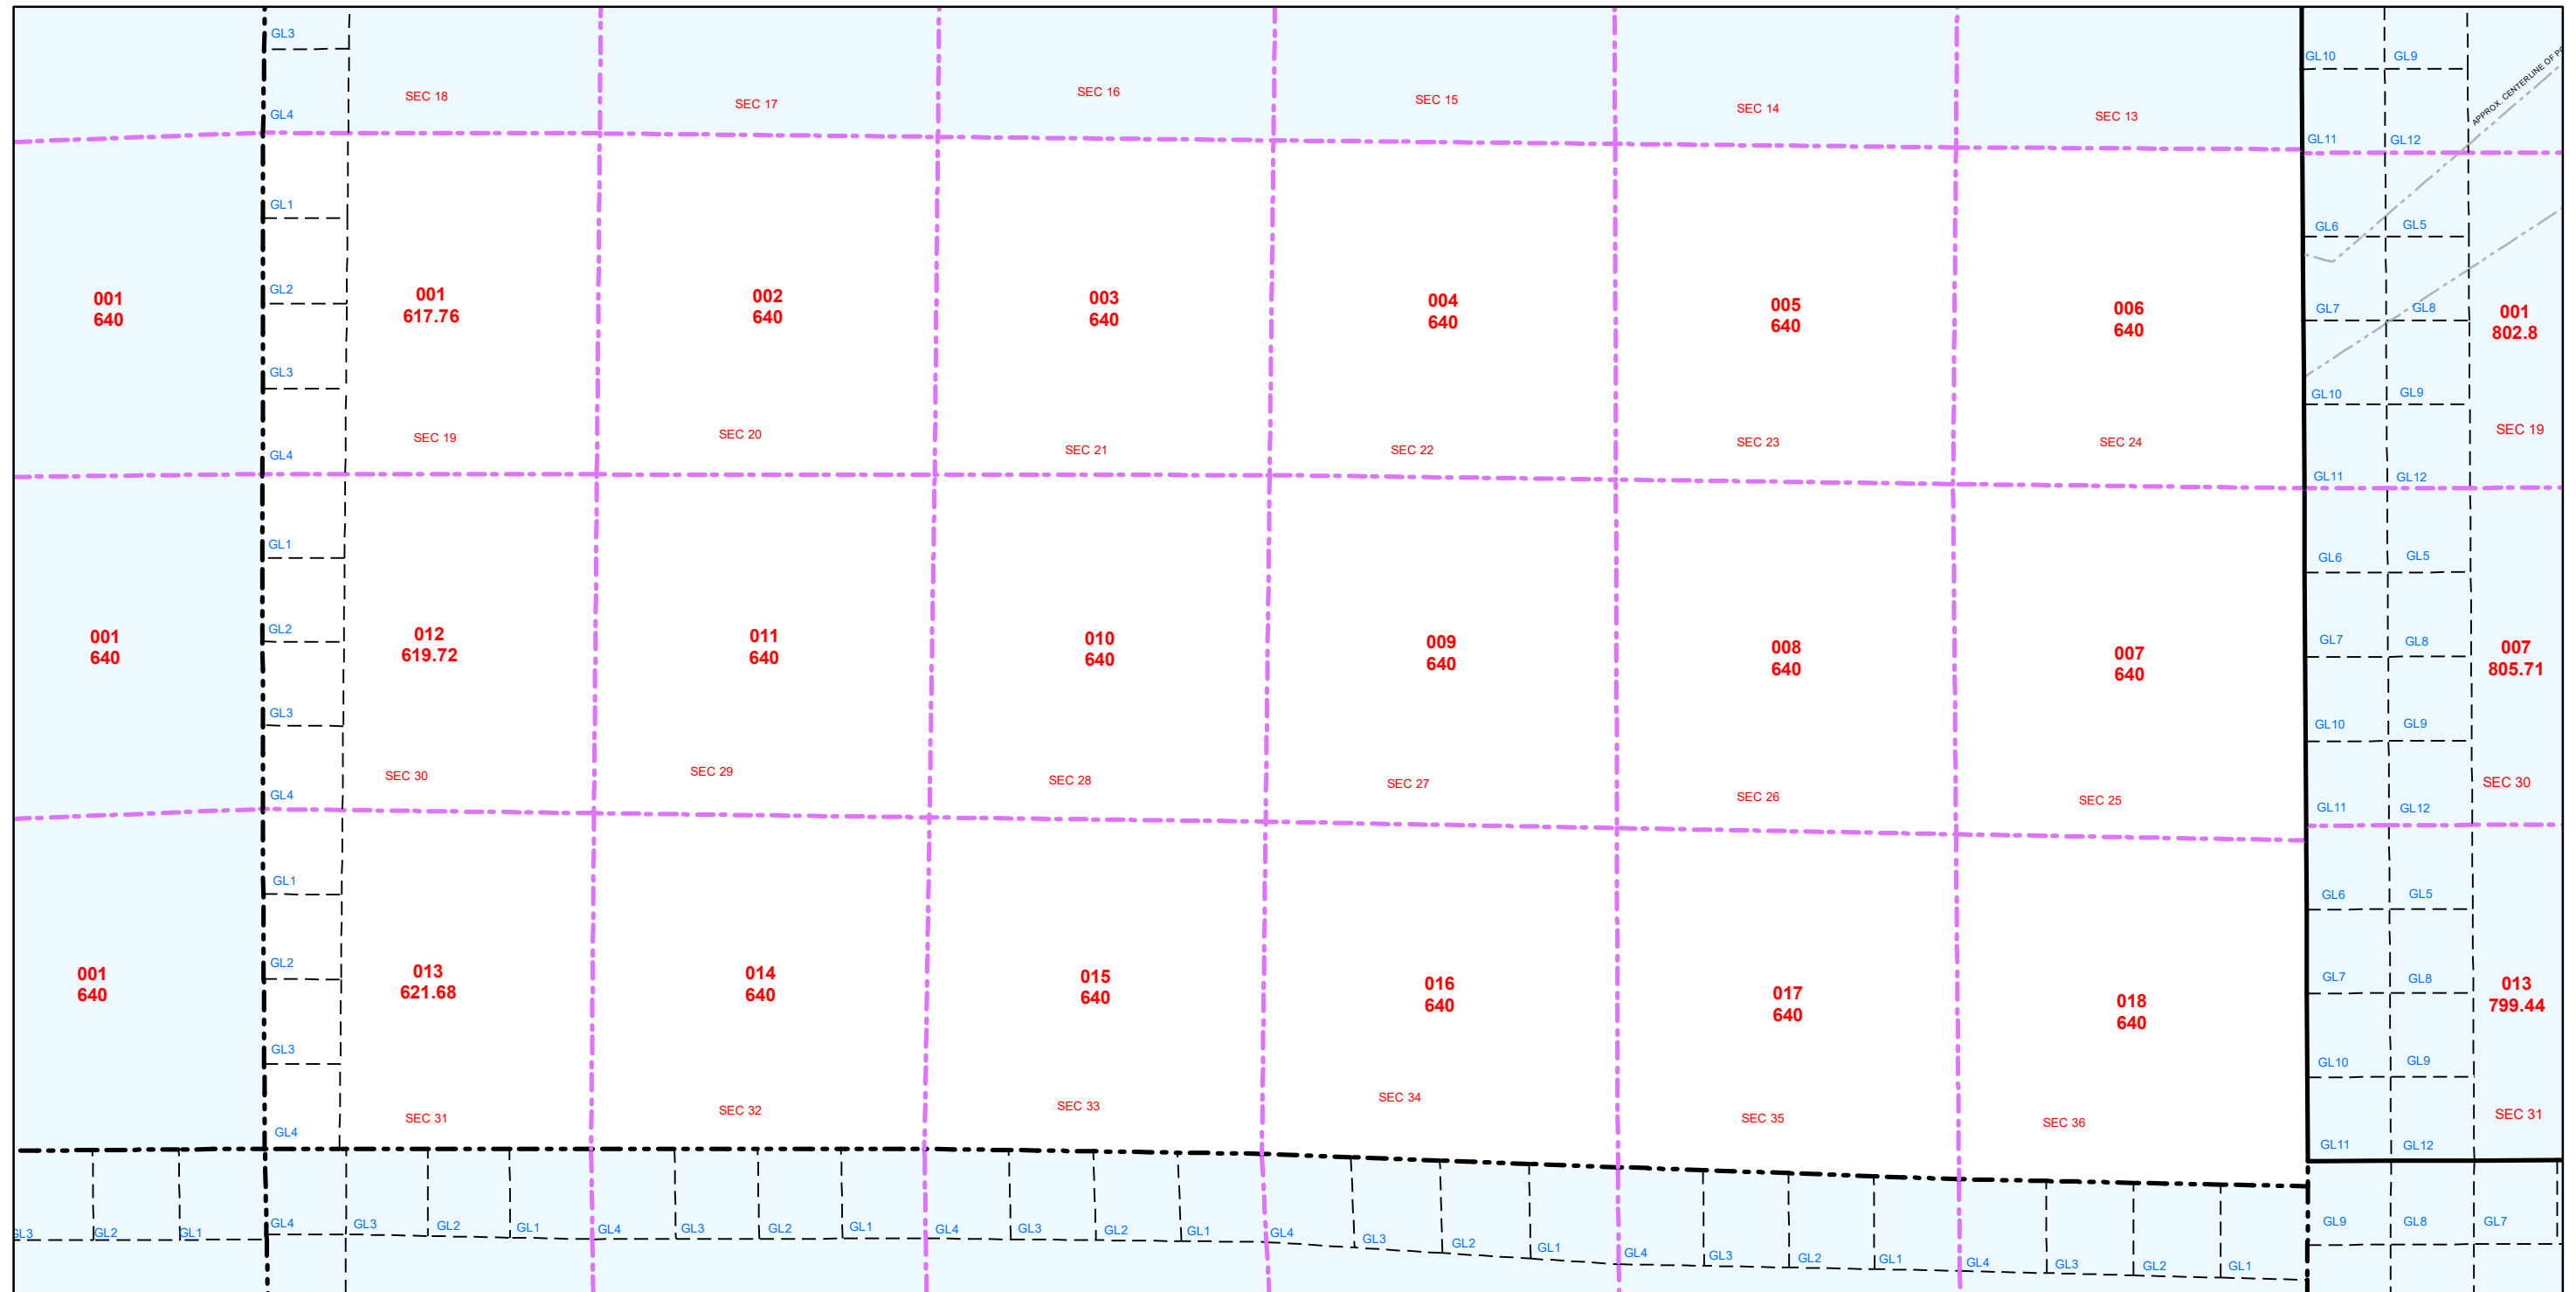 GL3
GL10 GL9
APPROX. CENTERLINE OF
SEC 18 SEC 17 SEC 16 SEC 15 SEC 14 SEC 13
GL4
GL11 GL12
GL1
GL6 GL5
GL2
001 001 002 003 004 005 006 GL7 GL8 001
640 617.76 640 640 640 640 640 802.8
GL3
GL10 GL9
SEC 19 SEC 20 SEC 21 SEC 22 SEC 23 SEC 24 SEC 19
GL4
GL11 GL12
GL1
GL6 GL5
GL2
001 012 011 010 009 008 007 GL7 GL8 007
640 619.72 640 640 640 640 640 805.71
GL3
GL10 GL9
SEC 30 SEC 29 SEC 28 SEC 27 SEC 26 SEC 25 SEC 30
GL4
GL11 GL12
GL1
GL6 GL5
GL2
001 013 014 015 016 017 018 GL7 GL8 013
640 621.68 640 640 640 640 640 799.44
GL3
GL10 GL9
SEC 31 SEC 32 SEC 33 SEC 34 SEC 35 SEC 36 SEC 31
GL4
GL11 GL12
GL3 GL2 GL1 GL4 GL3 GL2 GL1 GL4 GL3 GL2 GL1 GL4 GL3 GL2 GL1 GL4 GL3 GL2 GL1 GL4 GL3 GL2 GL1 GL4 GL3 GL2 GL1 GL9 GL8 GL7